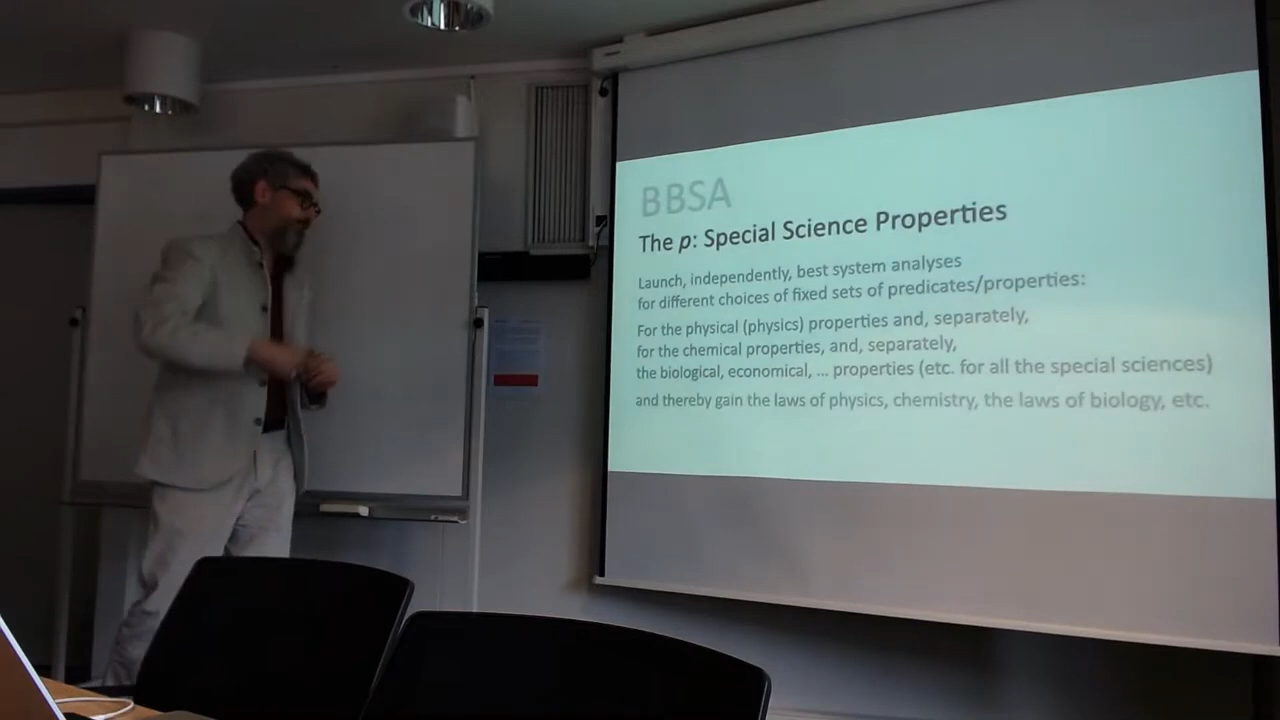 BBSA
The p: Special Science Properties
Launch, independently, best system analyses
for different choices of fixed sets of predicates/properties:
For the physical (physics) properties and, separately,
for the chemical properties, and, separately,
the biological, economical, ... properties (etc. for all the special sciences)
and thereby gain the laws of physics, chemistry, the laws of biology, etc.